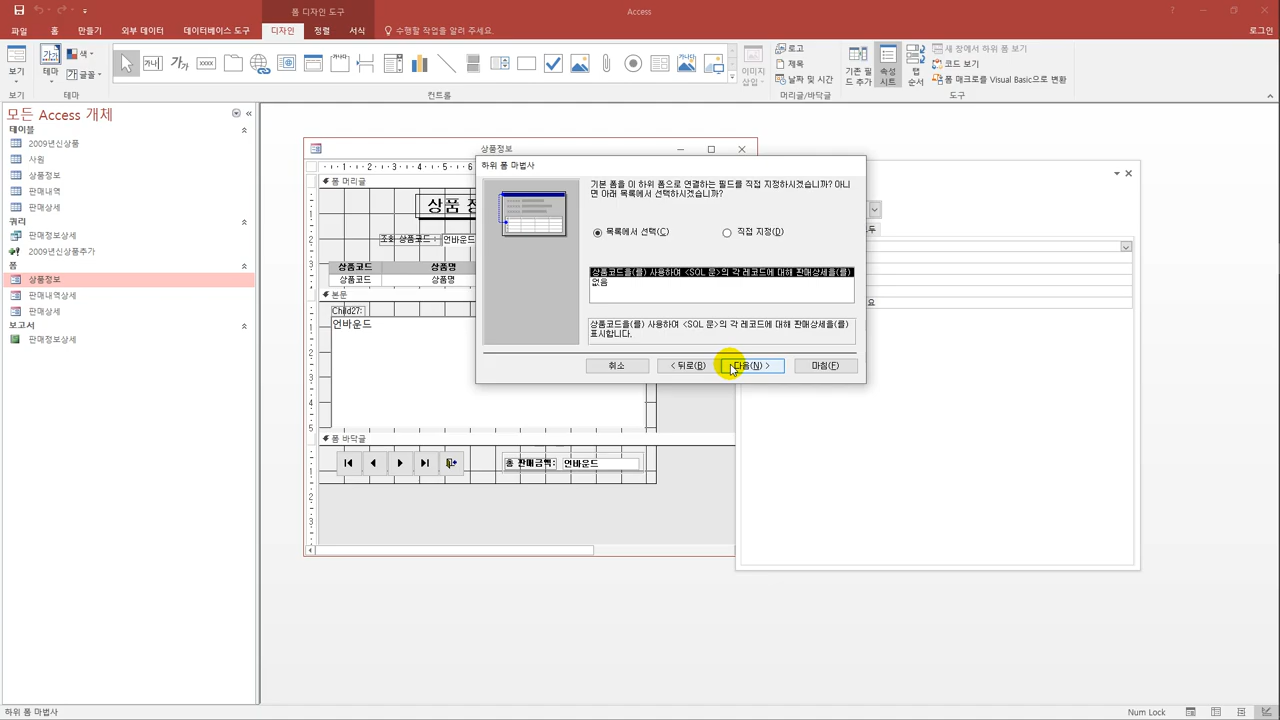 폼 디자인 도구
Access
파일
홈
만들기
외부 데이터
데이터베이스 도구
디자인
정렬
서식
수행할 작업을 알려 주세요.
로그인
보기
테마
색
글꼴
이미지 삽입
로고
제목
날짜 및 시간
기존 필드 추가
속성 시트
탭 순서
새 창에서 하위 폼 보기
코드 보기
폼 매크로를 Visual Basic으로 변환
보기
테마
컨트롤
머리글/바닥글
도구
모든 Access 개체
테이블
2009년신상품
사원
상품정보
판매내역
판매상세
쿼리
판매정보상세
2009년신상품추가
폼
상품정보
판매내역상세
판매상세
보고서
판매정보상세
상품정보
폼 머리글
조회 상품코드 :
언바운드
상품코드
상품명
상품코드
상품명
본문
Child27:
언바운드
폼 바닥글
총 판매금액:
언바운드
하위 폼 마법사
기본 폼을 이 하위 폼으로 연결하는 필드를 직접 지정하시겠습니까? 아니
면 아래 목록에서 선택하시겠습니까?
목록에서 선택(C)
직접 지정(D)
상품코드을(를) 사용하여 <SQL 문>의 각 레코드에 대해 판매상세을(를)
없음
상품코드을(를) 사용하여 <SQL 문>의 각 레코드에 대해 판매상세을(를)
표시합니다.
취소
< 뒤로(B)
다음(N) >
마침(F)
하위 폼 마법사
Num Lock